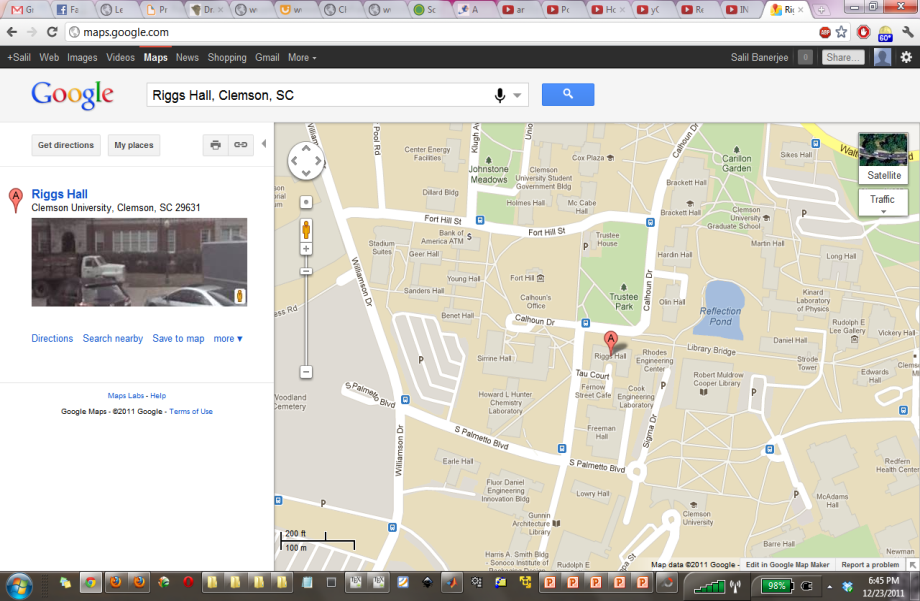 Gi
Fa
Le
Pr
Dr
w
w
Cl
w
Sc
A
ar
Pc
Hc
yC
Re
IN
Rig
maps.google.com
+Salil Web Images Videos Maps News Shopping Gmail More
Salil Banerjee 0 Share...
Google
Riggs Hall, Clemson, SC
Get directions My places
A Riggs Hall
Clemson University, Clemson, SC 29631
Directions Search nearby Save to map more ▾
Maps Labs - Help
Google Maps - ©2011 Google - Terms of Use
Satellite
Traffic
Williamson Dr
Pool Rd
Klugh Av
Union
Calhoun Dr
Center Energy
Facilities
Johnstone
Meadows
Cox Plaza
Clemson
University Student
Government Bldg
Carillon
Garden
Sikes Hall
Dillard Bldg
Holmes Hall
Mc Cabe
Hall
Brackett Hall
Brackett Hall
Clemson
University
Graduate School
P
Fort Hill St
Fort Hill St
Bank of
America ATM
$
Stadium
Suites
Geer Hall
P
Trustee
House
Martin Hall
Hardin Hall
Long Hall
Williamson Dr
Young Hall
Sanders Hall
Fort Hill
Calhoun's
Office
Trustee
Park
Calhoun Dr
Olin Hall
Reflection
Pond
Kinard
Laboratory
of Physics
ass Rd
Benet Hall
Calhoun Dr
Rudolph E
Lee Gallery
Vickery Hall
Daniel Hall
A
Riggs Hall
Library Bridge
Sirrine Hall
P
Rhodes
Engineering
Center
Strode
Tower
Clems
Edwards
Hall
Tau Court
Fernow
Street Cafe
Cook
Engineering
Laboratory
P
Robert Muldrow
Cooper Library
P
S Palmetto Blvd
Woodland
Cemetery
Howard L Hunter
Chemistry
Laboratory
Freeman
Hall
Sigma Dr
S Palmetto Blvd
Williamson Dr
Earle Hall
S Palmetto Blvd
Redfern
Health Center
Fluor Daniel
Engineering
Innovation Bldg
Lowry Hall
P
P
McAdams
Hall
Clemson
University
Gunnin
Architecture
Library
200 ft
100 m
Barre Hall
Newman
Harris A. Smith Bldg
- Sonoco Institute of
Rudolph E
Map data ©2011 Google - Edit in Google Map Maker Report a problem
98%
6:45 PM
12/23/2011